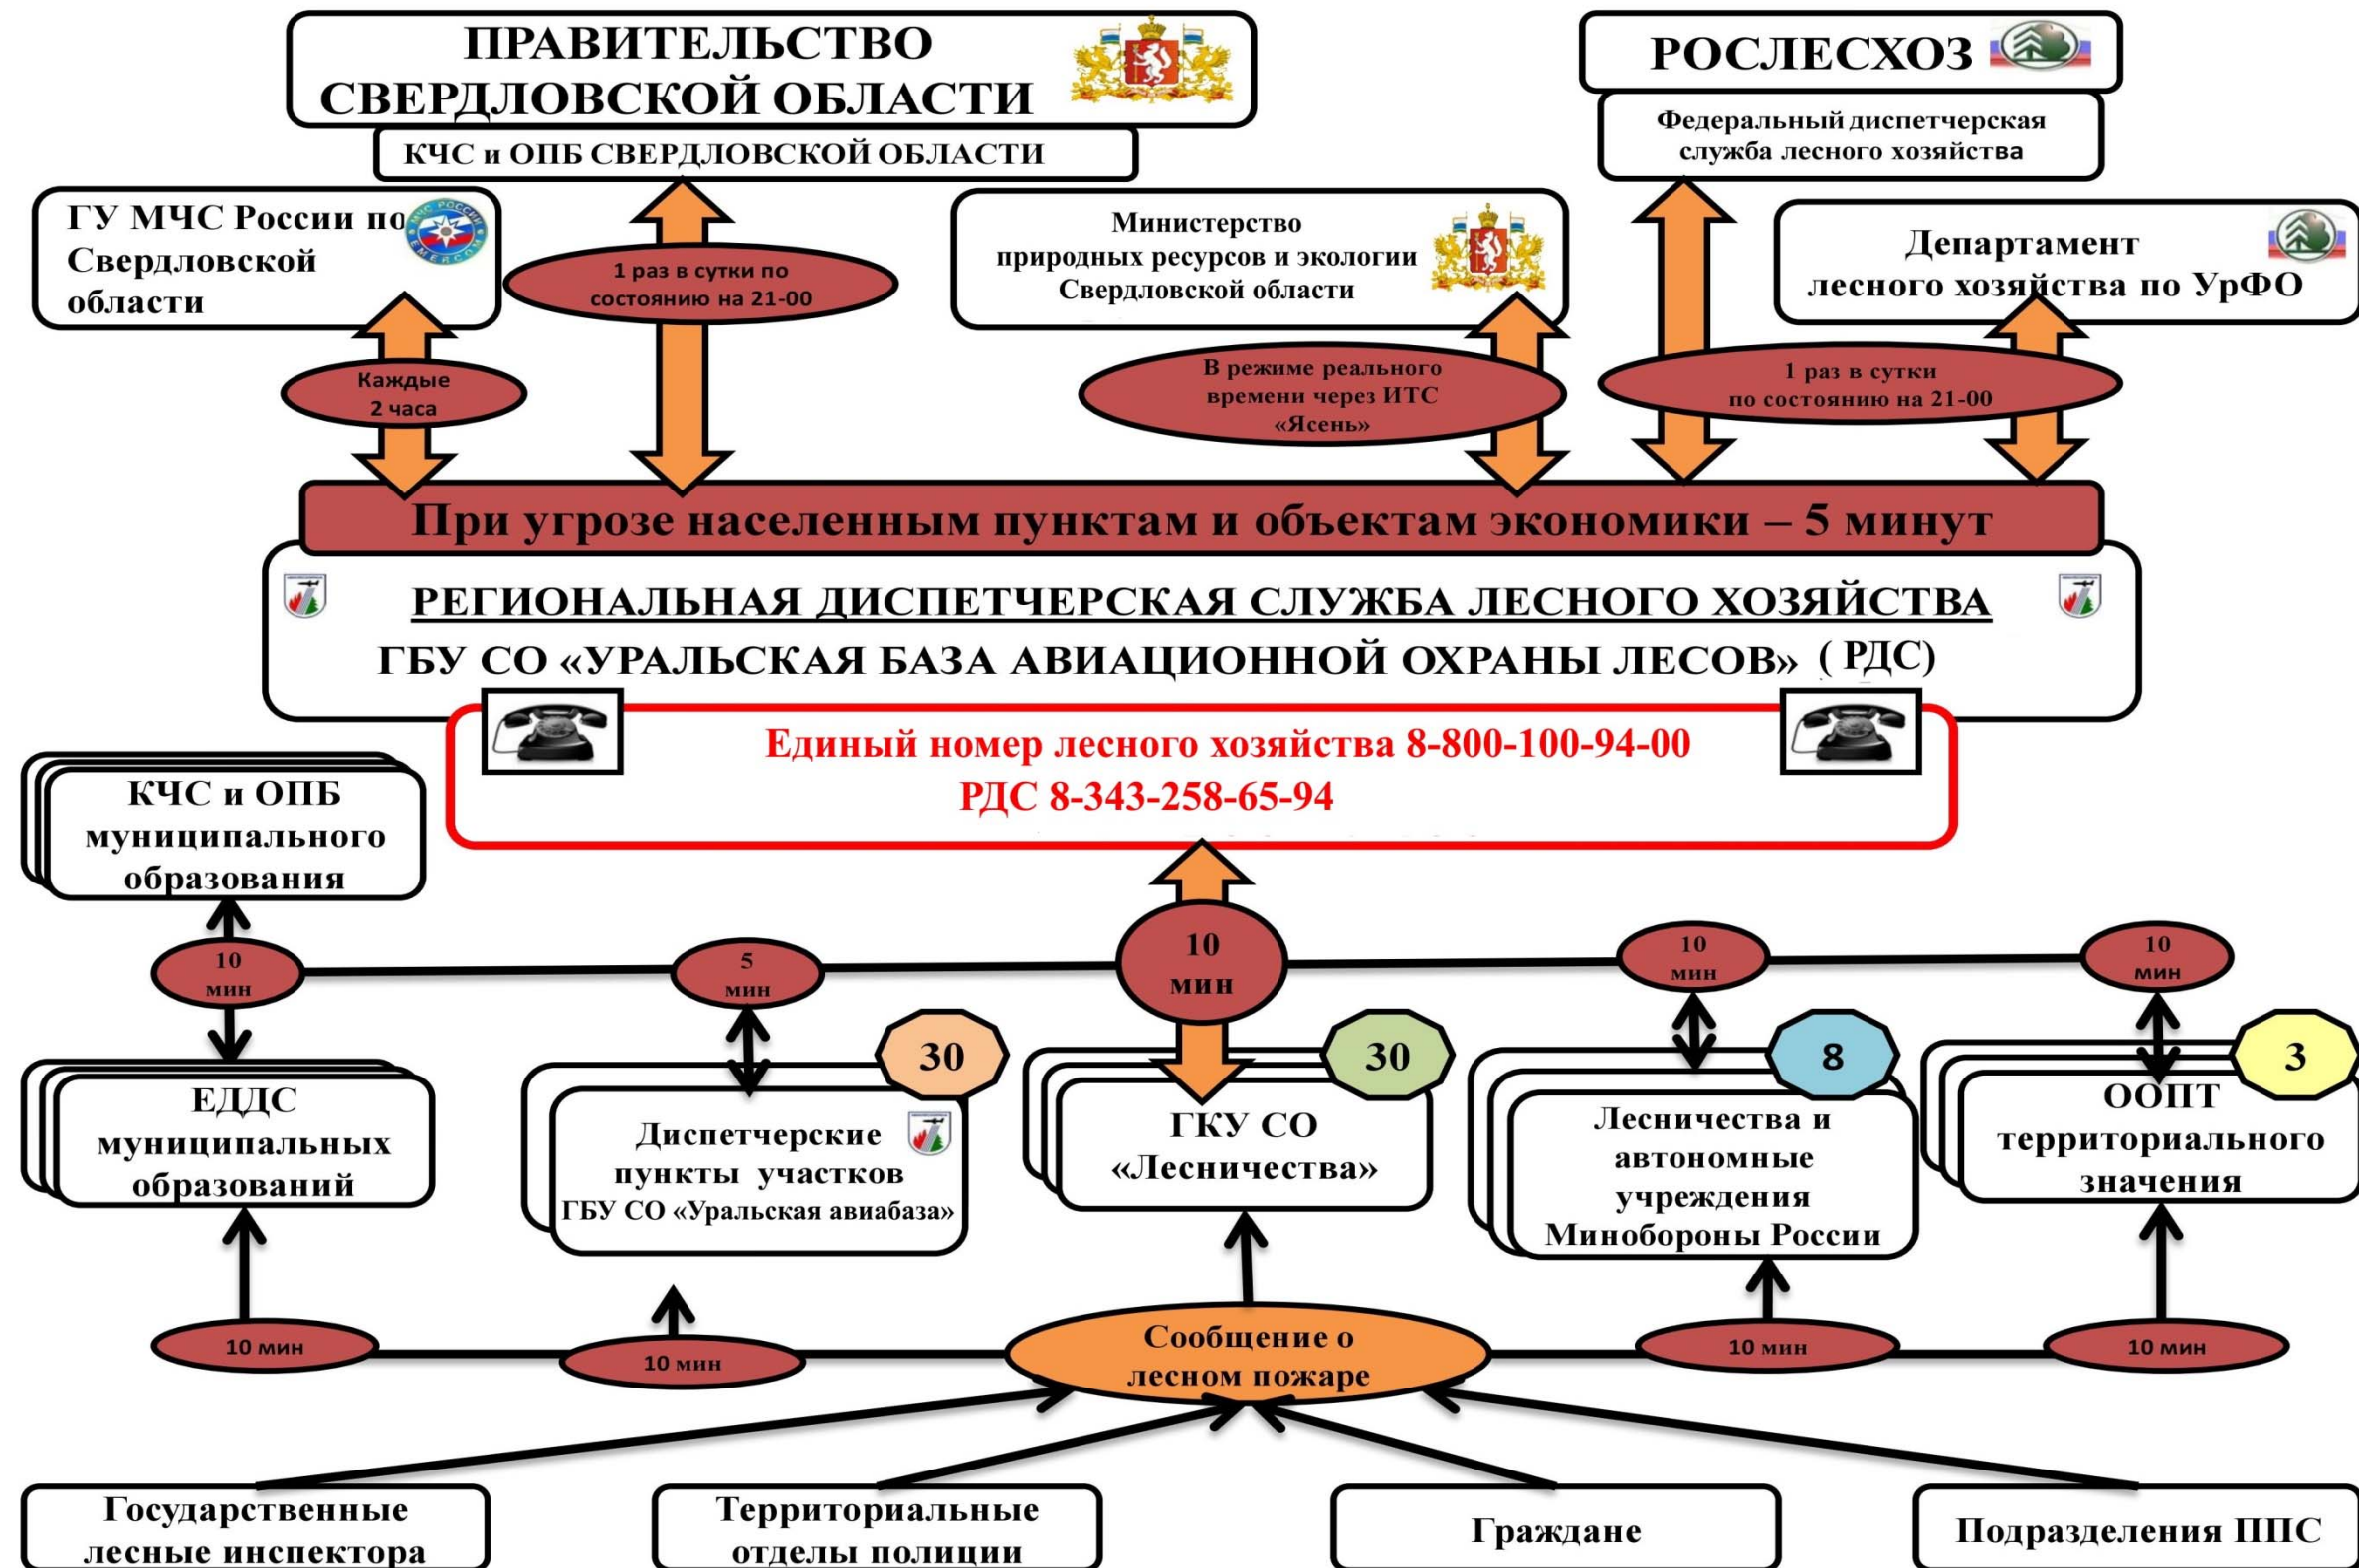 ПРАВИТЕЛЬСТВО
СВЕРДЛОВСКОЙ ОБЛАСТИ
КЧС и ОПБ СВЕРДЛОВСКОЙ ОБЛАСТИ
РОСЛЕСХОЗ
Федеральный диспетчерская
служба лесного хозяйства
ГУ МЧС России по
Свердловской
области
МЧС РОССИИ
EMERCOM
1 раз в сутки по
состоянию на 21-00
Министерство
природных ресурсов и экологии
Свердловской области
Департамент
лесного хозяйства по УрФО
Каждые
2 часа
В режиме реального
времени через ИТС
«Ясень»
1 раз в сутки
по состоянию на 21-00
При угрозе населенным пунктам и объектам экономики – 5 минут
РЕГИОНАЛЬНАЯ ДИСПЕТЧЕРСКАЯ СЛУЖБА ЛЕСНОГО ХОЗЯЙСТВА
ГБУ СО «УРАЛЬСКАЯ БАЗА АВИАЦИОННОЙ ОХРАНЫ ЛЕСОВ» ( РДС)
Единый номер лесного хозяйства 8-800-100-94-00
РДС 8-343-258-65-94
КЧС и ОПБ
муниципального
образования
10
мин
5
мин
10
мин
10
мин
10
мин
30
30
8
3
ЕДДС
муниципальных
образований
Диспетчерские
пункты участков
ГБУ СО «Уральская авиабаза»
ГКУ СО
«Лесничества»
Лесничества и
автономные
учреждения
Минобороны России
ООПТ
территориального
значения
10 мин
10 мин
Сообщение о
лесном пожаре
10 мин
10 мин
Государственные
лесные инспектора
Территориальные
отделы полиции
Граждане
Подразделения ППС